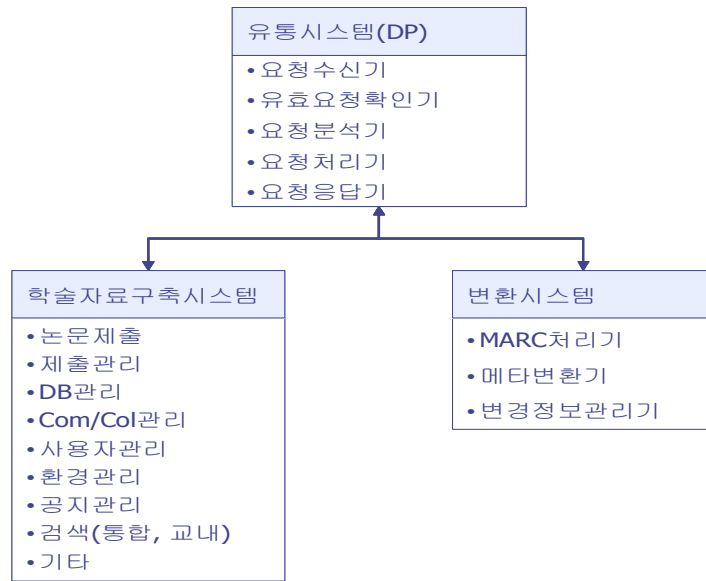 유통시스템(DP)
•요청수신기
•유효요청확인기
•요청분석기
•요청처리기
•요청응답기
학술자료구축시스템
•논문제출
•제출관리
•DB관리
•Com/Col관리
•사용자관리
•환경관리
•공지관리
•검색(통합, 교내)
•기타
변환시스템
•MARC처리기
•메타변환기
•변경정보관리기